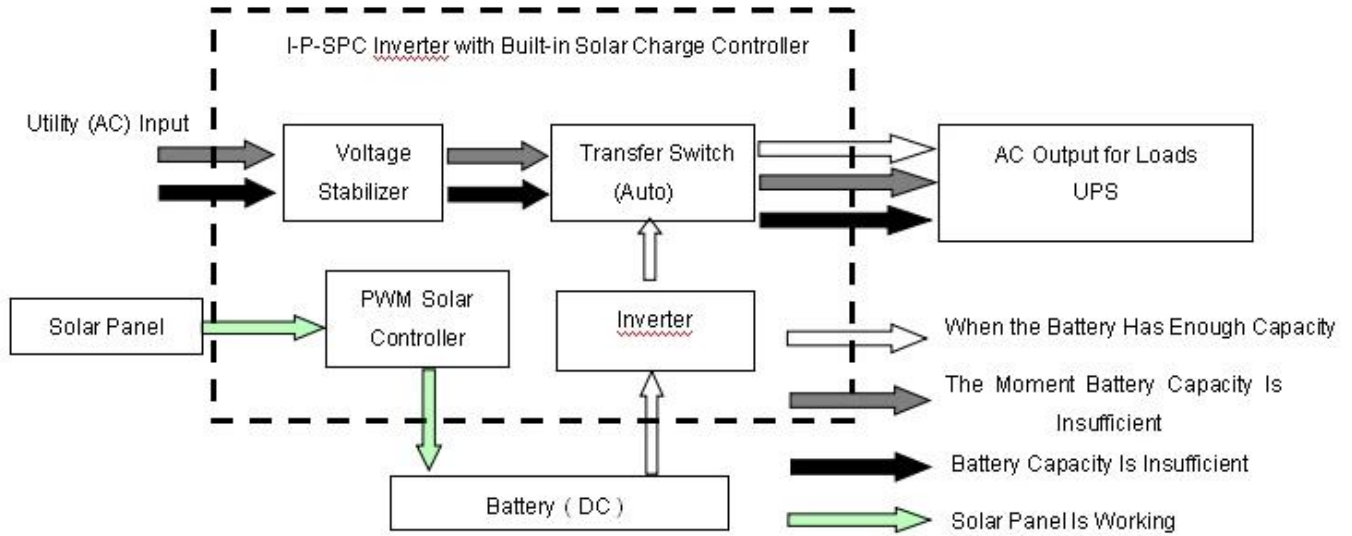 I-P-SPC Inverter with Built-in Solar Charge Controller
Utility (AC) Input
Voltage
Stabilizer
Transfer Switch
(Auto)
AC Output for Loads
UPS
Solar Panel
PWM Solar
Controller
Inverter
Battery ( DC )
When the Battery Has Enough Capacity
The Moment Battery Capacity Is
Insufficient
Battery Capacity Is Insufficient
Solar Panel Is Working